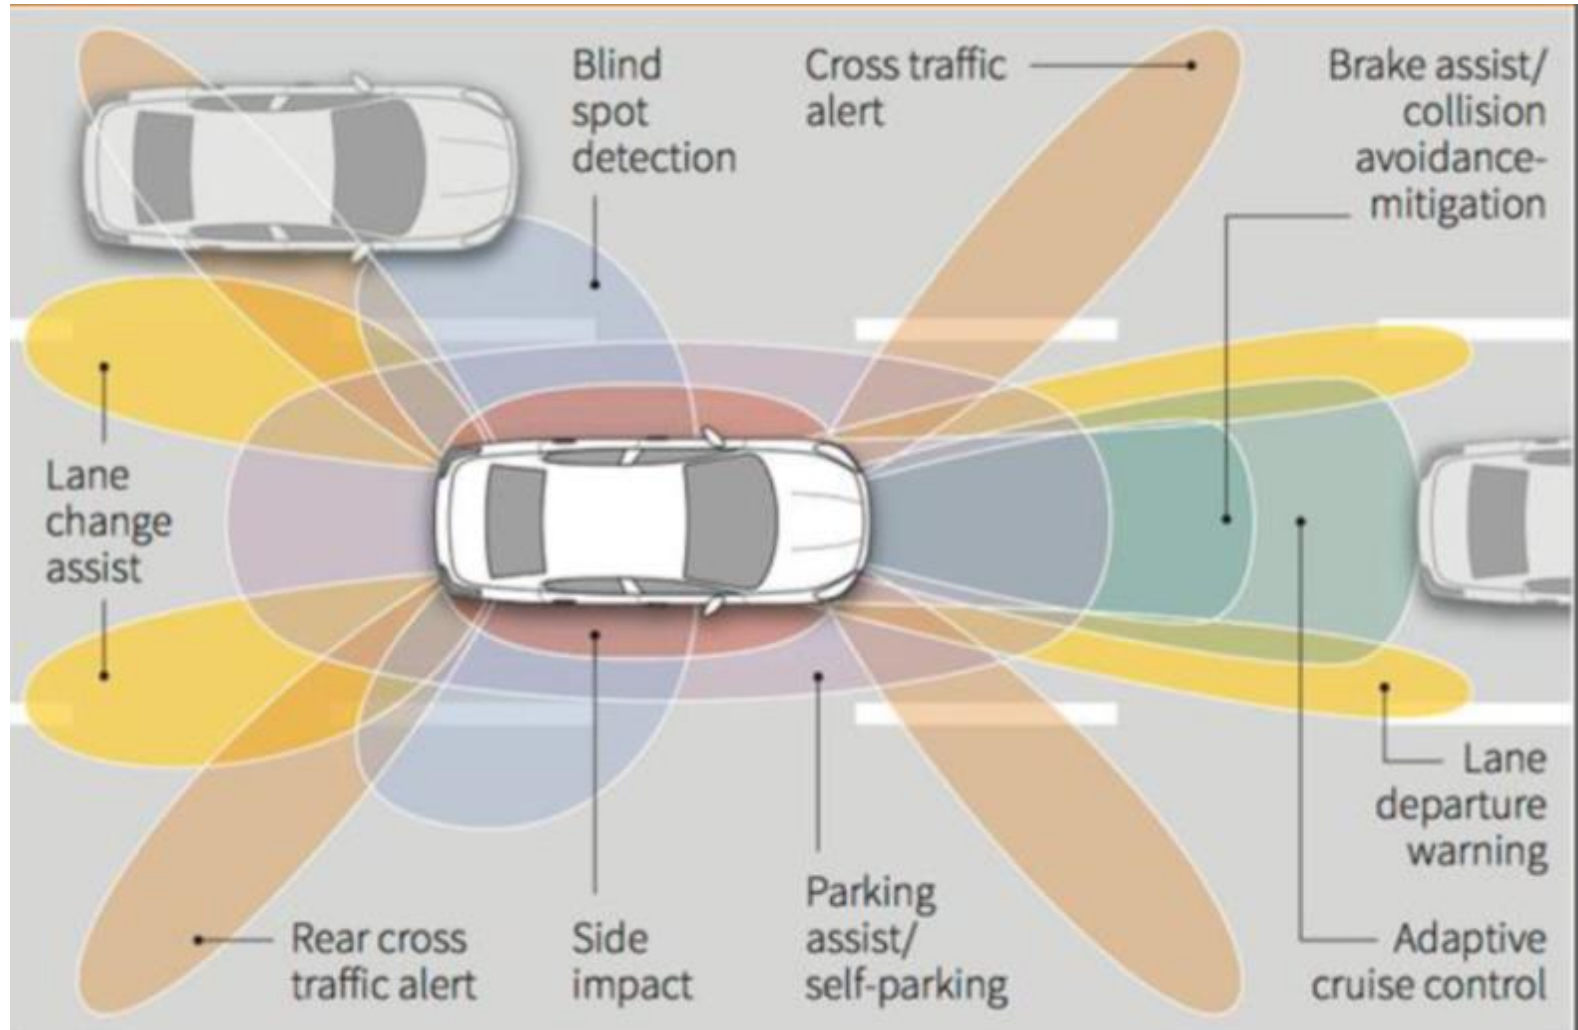 Blind
spot
detection
Cross traffic
alert
Brake assist/
collision
avoidance-
mitigation
Lane
change
assist
Lane
departure
warning
Rear cross
traffic alert
Side
impact
Parking
assist/
self-parking
Adaptive
cruise control